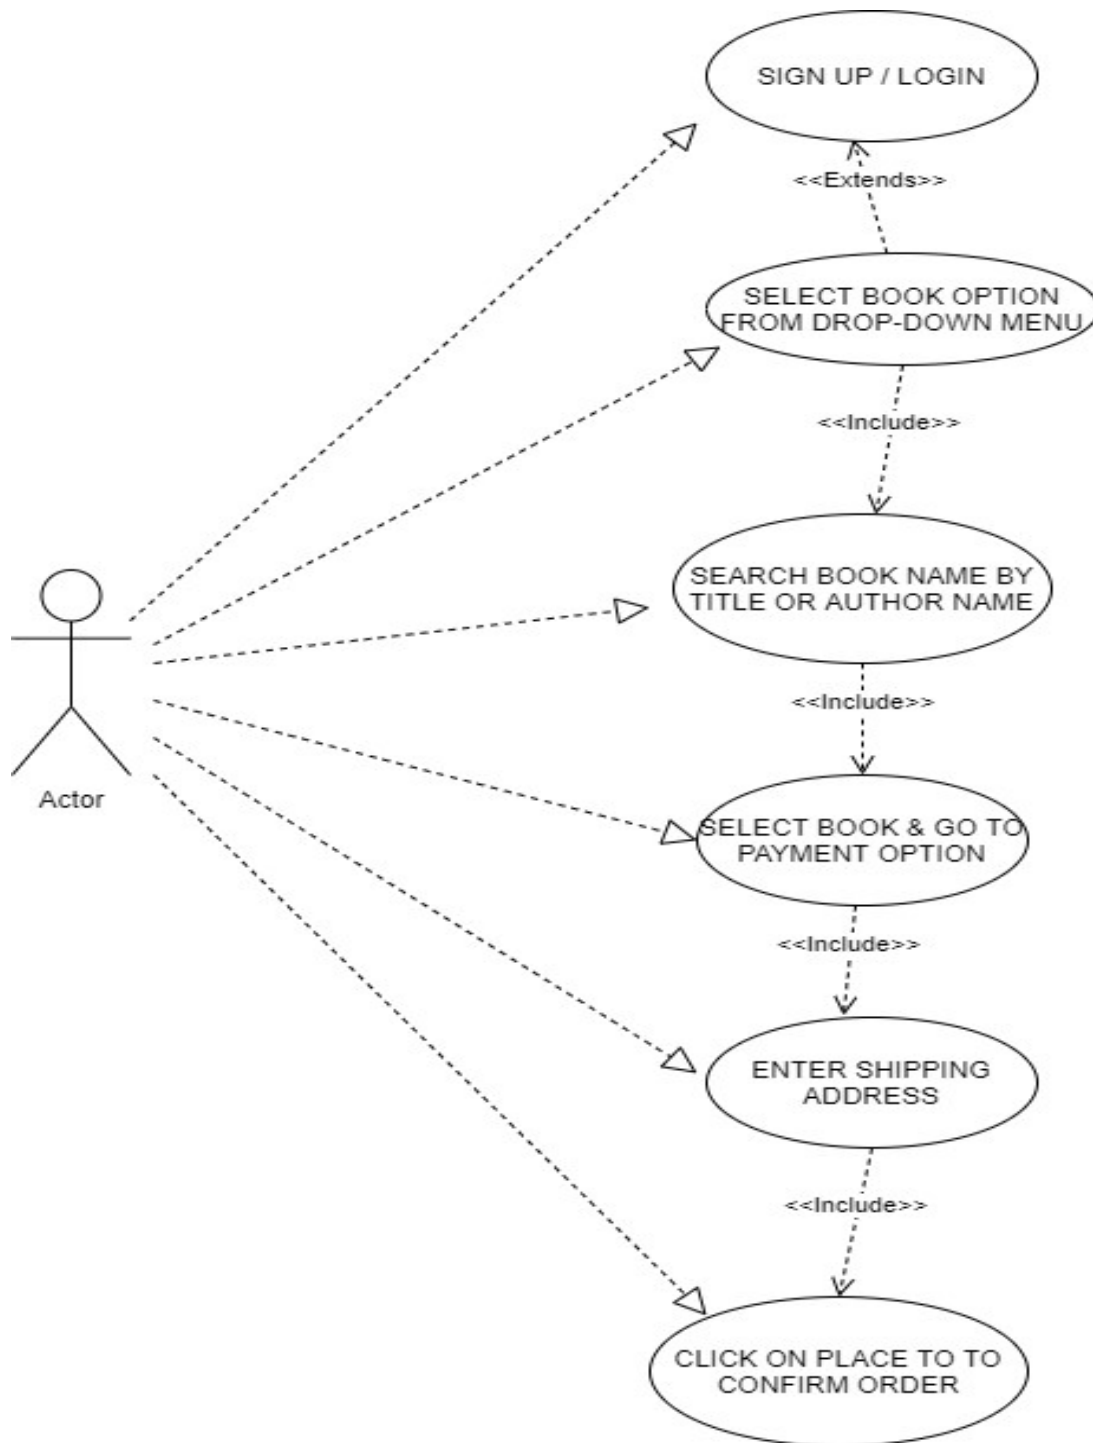 SIGN UP / LOGIN
<<Extends>>
SELECT BOOK OPTION
FROM DROP-DOWN MENU
<<Include>>
SEARCH BOOK NAME BY
TITLE OR AUTHOR NAME
<<Include>>
Actor
SELECT BOOK & GO TO
PAYMENT OPTION
<<Include>>
ENTER SHIPPING
ADDRESS
<<Include>>
CLICK ON PLACE TO TO
CONFIRM ORDER